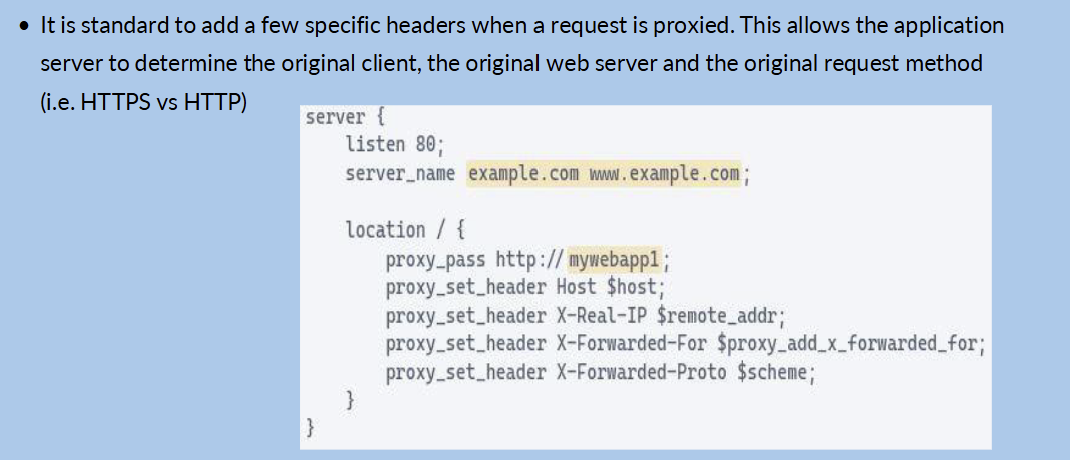 • It is standard to add a few specific headers when a request is proxied. This allows the application
server to determine the original client, the original web server and the original request method
(i.e. HTTPS vs HTTP)
server {
listen 80;
server_name example.com www.example.com;
location / {
proxy_pass http://mywebapp1;
proxy_set_header Host $host;
proxy_set_header X-Real-IP $remote_addr;
proxy_set_header X-Forwarded-For $proxy_add_x_forwarded_for;
proxy_set_header X-Forwarded-Proto $scheme;
}
}